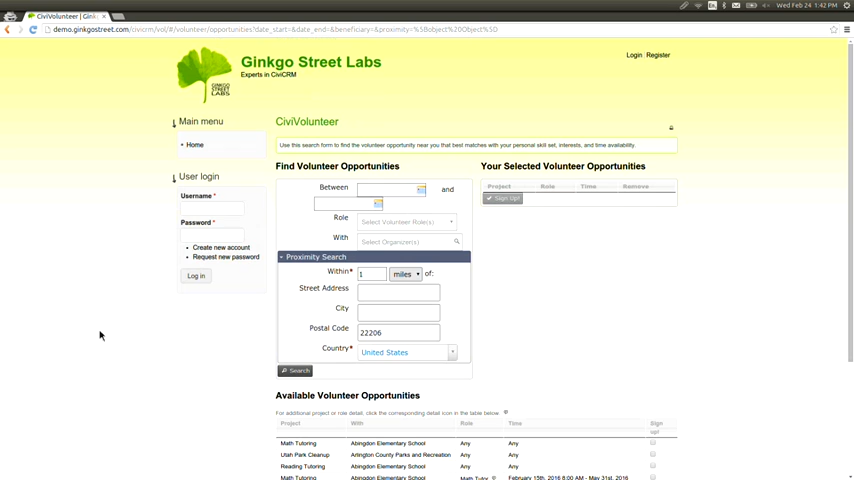 CiviVolunteer | Gink
En
Wed Feb 24 1:42 PM
demo.ginkgostreet.com/civicrm/vol/#/volunteer/opportunities?date_start=&date_end=&beneficiary=&proximity=%5Bobject%20Object%5D
GINKGO STREET LABS
Ginkgo Street Labs
Experts in CiviCRM
Login Register
Main menu
Home
User login
Username *
Password *
Create new account
Request new password
Log in
CiviVolunteer
Use this search form to find the volunteer opportunity near you that best matches with your personal skill set, interests, and time availability.
Find Volunteer Opportunities
Between and
Role Select Volunteer Role(s)
With Select Organizer(s)
Proximity Search
Within* 1 miles of:
Street Address
City
Postal Code 22206
Country* United States
Search
Your Selected Volunteer Opportunities
Project Role Time Remove
Sign Up!
Available Volunteer Opportunities
For additional project or role detail, click the corresponding detail icon in the table below.
Project With Role Time Sign up!
Math Tutoring Abingdon Elementary School Any Any
Utah Park Cleanup Arlington County Parks and Recreation Any Any
Reading Tutoring Abingdon Elementary School Any Any
Math Tutoring Abingdon Elementary School Math Tutor February 15th, 2016 8:00 AM - May 31st, 2016